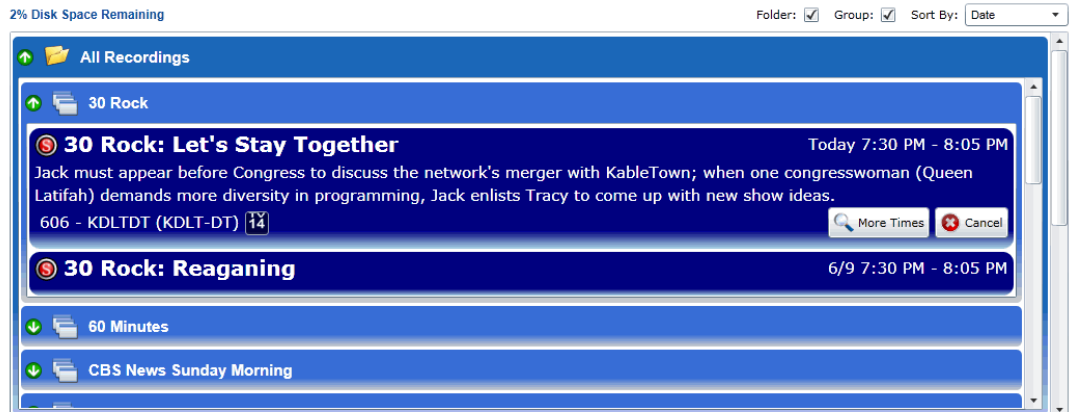 2% Disk Space Remaining Folder: Group: Sort By: Date
All Recordings
30 Rock
S 30 Rock: Let's Stay Together Today 7:30 PM - 8:05 PM
Jack must appear before Congress to discuss the network's merger with KableTown; when one congresswoman (Queen
Latifah) demands more diversity in programming, Jack enlists Tracy to come up with new show ideas.
606 - KDLTDT (KDLT-DT) TV 14 More Times Cancel
S 30 Rock: Reaganing 6/9 7:30 PM - 8:05 PM
60 Minutes
CBS News Sunday Morning